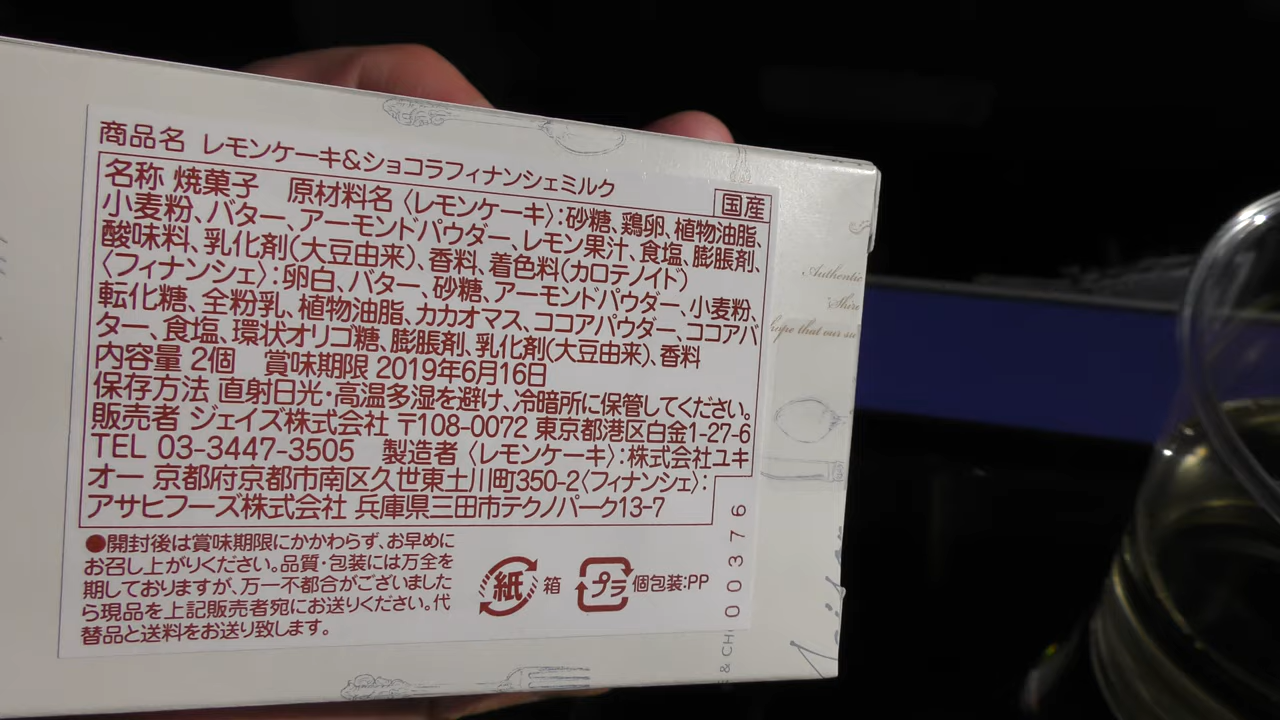 商品名 レモンケーキ&ショコラフィナンシェミルク
国産
名称 焼菓子 原材料名〈レモンケーキ〉:砂糖、鶏卵、植物油脂、
小麦粉、バター、アーモンドパウダー、レモン果汁、食塩、膨脹剤、
酸味料、乳化剤(大豆由来)、香料、着色料(カロテノイド)
〈フィナンシェ〉:卵白、バター、砂糖、アーモンドパウダー、小麦粉、
転化糖、全粉乳、植物油脂、カカオマス、ココアパウダー、ココアバ
ター、食塩、環状オリゴ糖、膨脹剤、乳化剤(大豆由来)、香料
内容量 2個 賞味期限 2019年6月16日
保存方法 直射日光・高温多湿を避け、冷暗所に保管してください。
販売者 ジェイズ株式会社 〒108-0072 東京都港区白金1-27-6
TEL 03-3447-3505 製造者〈レモンケーキ〉:株式会社ユキ
オー 京都府京都市南区久世東土川町350-2〈フィナンシェ〉:
アサヒフーズ株式会社 兵庫県三田市テクノパーク13-7
●開封後は賞味期限にかかわらず、お早めに
お召し上がりください。品質・包装には万全を
期しておりますが、万一不都合がございました
ら現品を上記販売者宛にお送りください。代
替品と送料をお送り致します。
紙 箱 プラ 個包装:PP
00376
Authentic
hope that our su
& CH